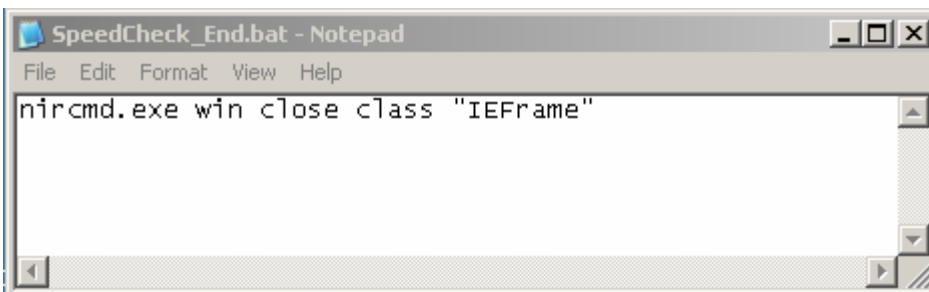 SpeedCheck_End.bat - Notepad
File Edit Format View Help
nircmd.exe win close class "IEFrame"